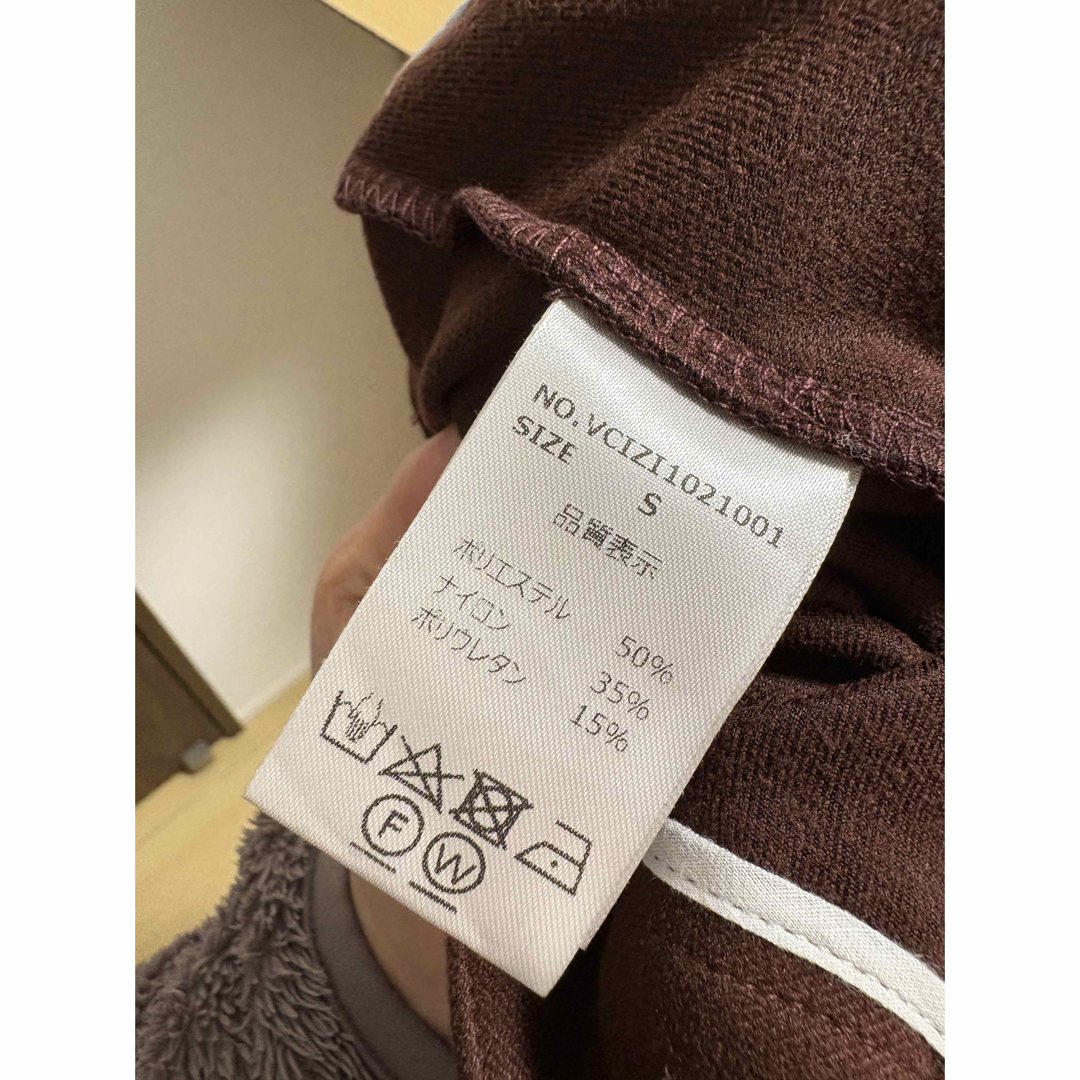 NO.VCIZI1021001
SIZE S
品質表示
ポリエステル 50%
ナイロン 35%
ポリウレタン 15%
F W